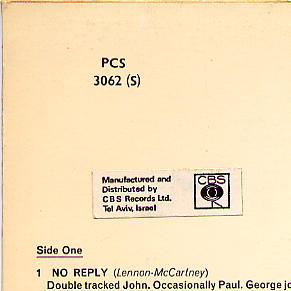 PCS
3062 (S)
Manufactured and
Distributed by
CBS Records Ltd.
Tel Aviv, Israel
CBS
Side One
1 NO REPLY (Lennon-McCartney)
Double tracked John. Occasionally Paul. George jo